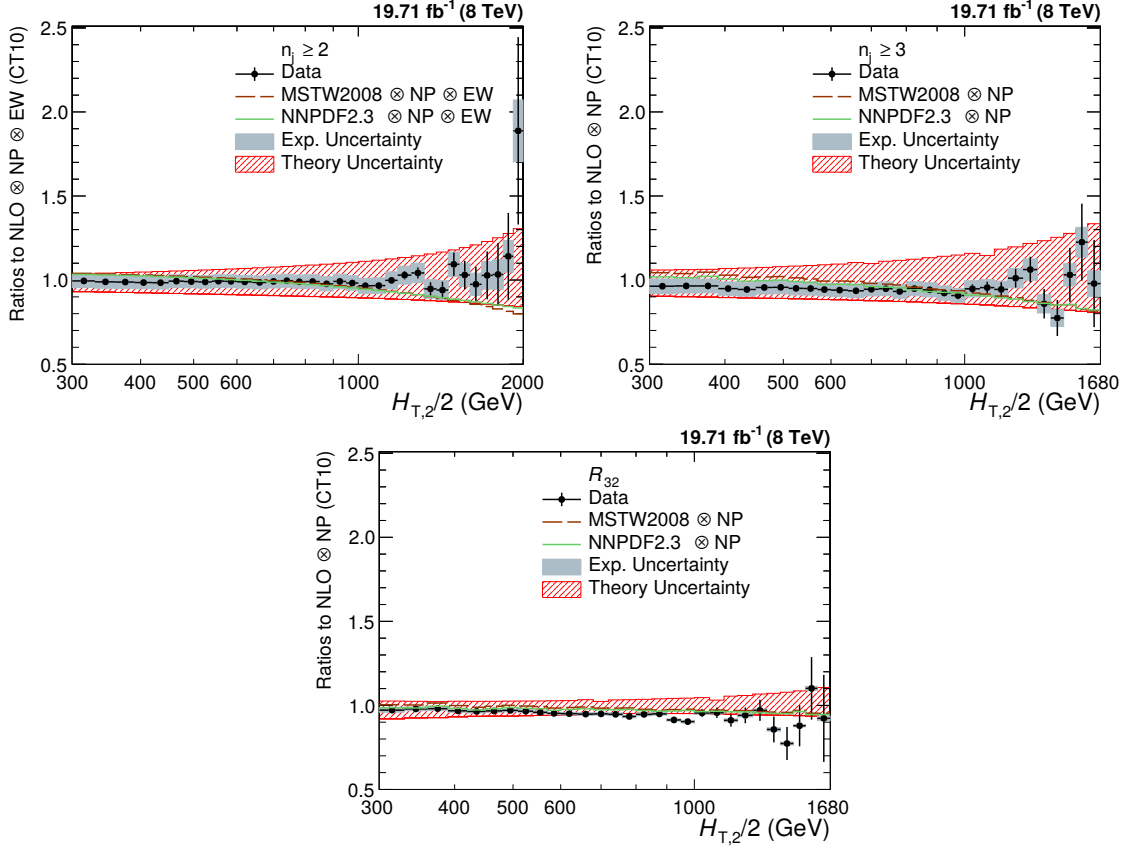 19.71 fb⁻¹ (8 TeV)
Ratios to NLO ⊗ NP ⊗ EW (CT10)
2.5
2.0
1.5
1.0
0.5
n_j ≥ 2
Data
MSTW2008 ⊗ NP ⊗ EW
NNPDF2.3 ⊗ NP ⊗ EW
Exp. Uncertainty
Theory Uncertainty
300 400 500 600 1000 2000
H_T,2/2 (GeV)
19.71 fb⁻¹ (8 TeV)
Ratios to NLO ⊗ NP (CT10)
2.5
2.0
1.5
1.0
0.5
n_j ≥ 3
Data
MSTW2008 ⊗ NP
NNPDF2.3 ⊗ NP
Exp. Uncertainty
Theory Uncertainty
300 400 500 600 1000 1680
H_T,2/2 (GeV)
19.71 fb⁻¹ (8 TeV)
Ratios to NLO ⊗ NP (CT10)
2.5
2.0
1.5
1.0
0.5
R_32
Data
MSTW2008 ⊗ NP
NNPDF2.3 ⊗ NP
Exp. Uncertainty
Theory Uncertainty
300 400 500 600 1000 1680
H_T,2/2 (GeV)